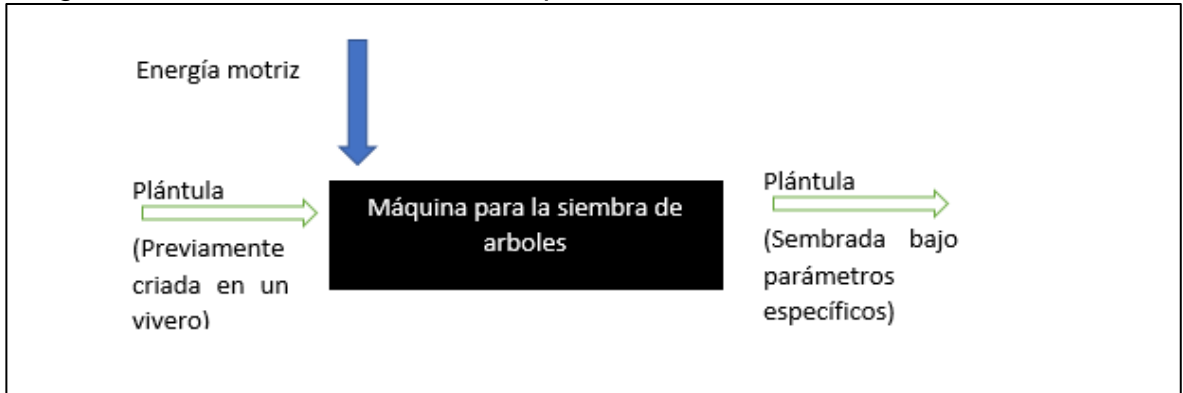 Energía motriz
Plántula
(Previamente
criada en un
vivero)
Máquina para la siembra de
arboles
Plántula
(Sembrada bajo
parámetros
específicos)